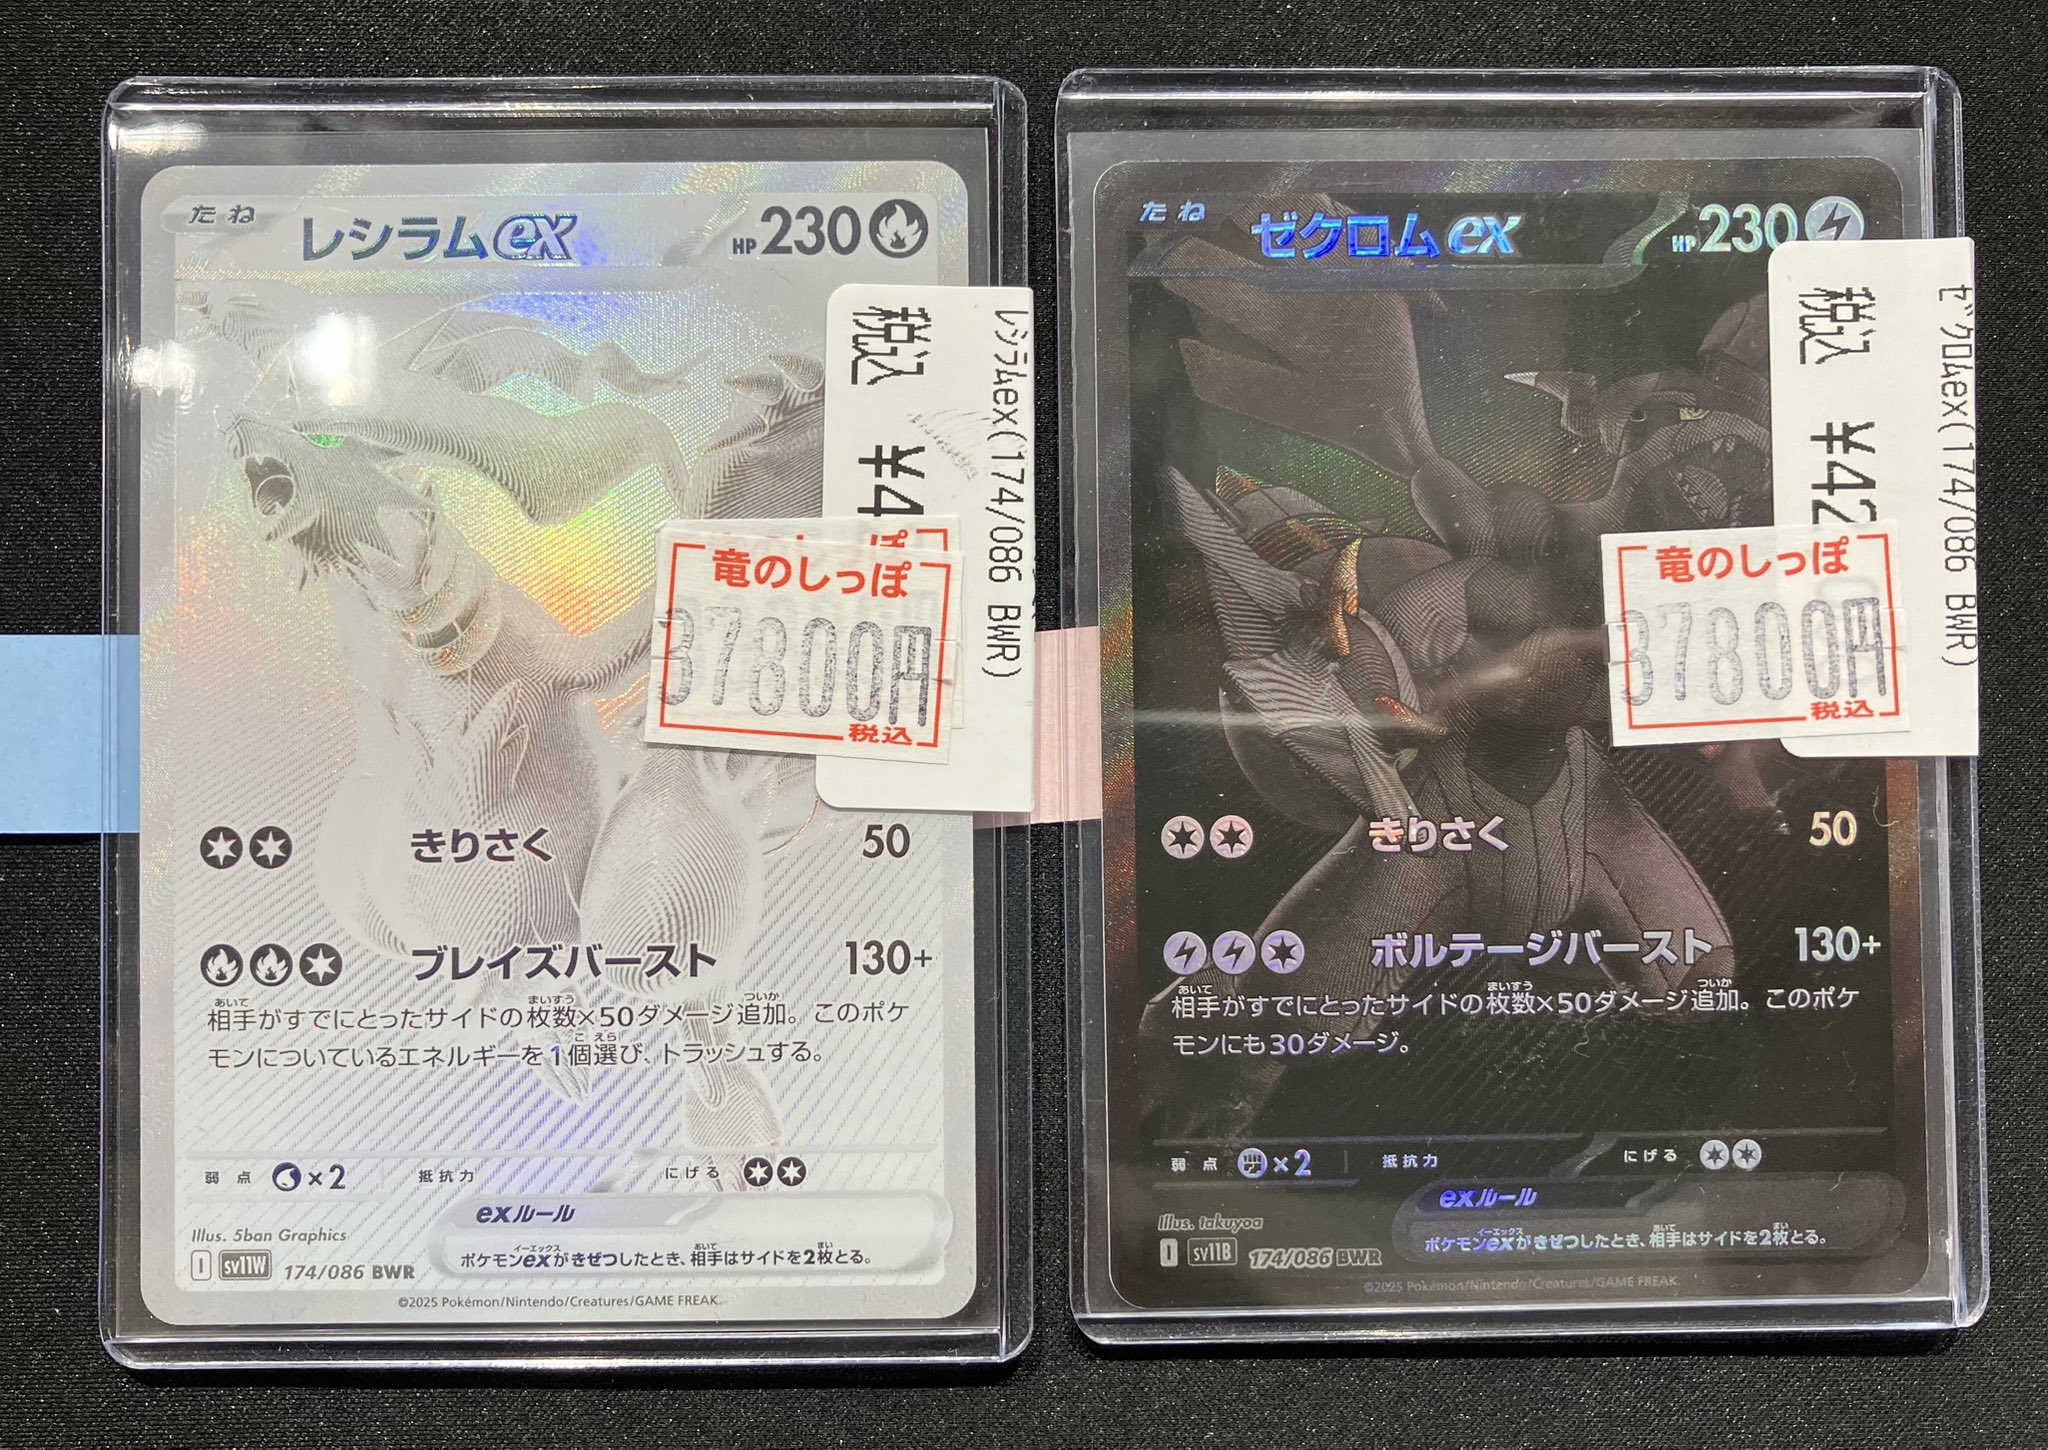 たね
レシラムex
HP230
税込 ¥4
レシラムex(174/086 BWR)
竜のしっぽ
37800円
税込
きりさく 50
ブレイズバースト 130+
相手がすでにとったサイドの枚数×50ダメージ追加。このポケ
モンについているエネルギーを1個選び、トラッシュする。
弱点 ×2 抵抗力 にげる
exルール
ポケモンexがきぜつしたとき、相手はサイドを2枚とる。
Illus. 5ban Graphics
I sv11W 174/086 BWR
©2025 Pokémon/Nintendo/Creatures/GAME FREAK.
たね
ゼクロムex
HP230
税込 ¥42
ゼクロムex(174/086 BWR)
竜のしっぽ
37800円
税込
きりさく 50
ボルテージバースト 130+
相手がすでにとったサイドの枚数×50ダメージ追加。このポケ
モンにも30ダメージ。
弱点 ×2 抵抗力 にげる
exルール
ポケモンexがきぜつしたとき、相手はサイドを2枚とる。
Illus. takuyoa
I sv11B 174/086 BWR
©2025 Pokémon/Nintendo/Creatures/GAME FREAK.